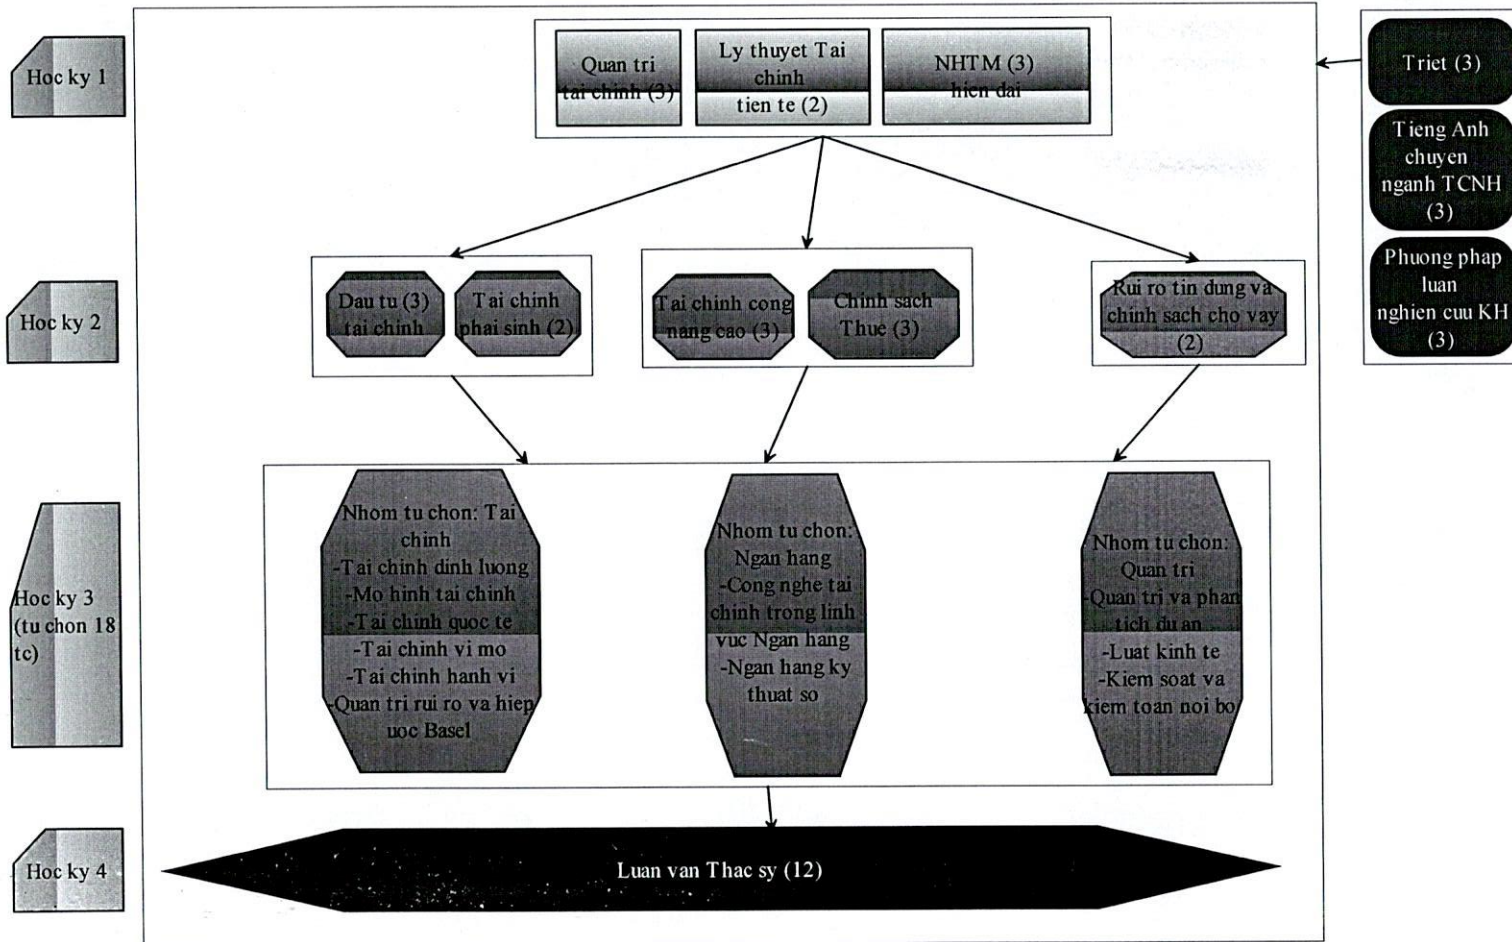 Hoc ky 1
Quan tri
tai chinh (3)
Ly thuyet Tai
chinh
tien te (2)
NHTM (3)
hien dai
Triet (3)
Tieng Anh
chuyen
nganh TCNH
(3)
Phuong phap
luan
nghien cuu KH
(3)
Hoc ky 2
Dau tu (3)
tai chinh
Tai chinh
phai sinh (2)
Tai chinh cong
nang cao (3)
Chinh sach
Thue (3)
Rui ro tin dung va
chinh sach cho vay
(2)
Hoc ky 3
(tu chon 18
tc)
Nhom tu chon: Tai
chinh
-Tai chinh dinh luong
-Mo hinh tai chinh
-Tai chinh quoc te
-Tai chinh vi mo
-Tai chinh hanh vi
-Quan tri rui ro va hiep
uoc Basel
Nhom tu chon:
Ngan hang
-Cong nghe tai
chinh trong linh
vuc Ngan hang
-Ngan hang ky
thuat so
Nhom tu chon:
Quan tri
-Quan tri va phan
tich du an
-Luat kinh te
-Kiem soat va
kiem toan noi bo
Hoc ky 4
Luan van Thac sy (12)